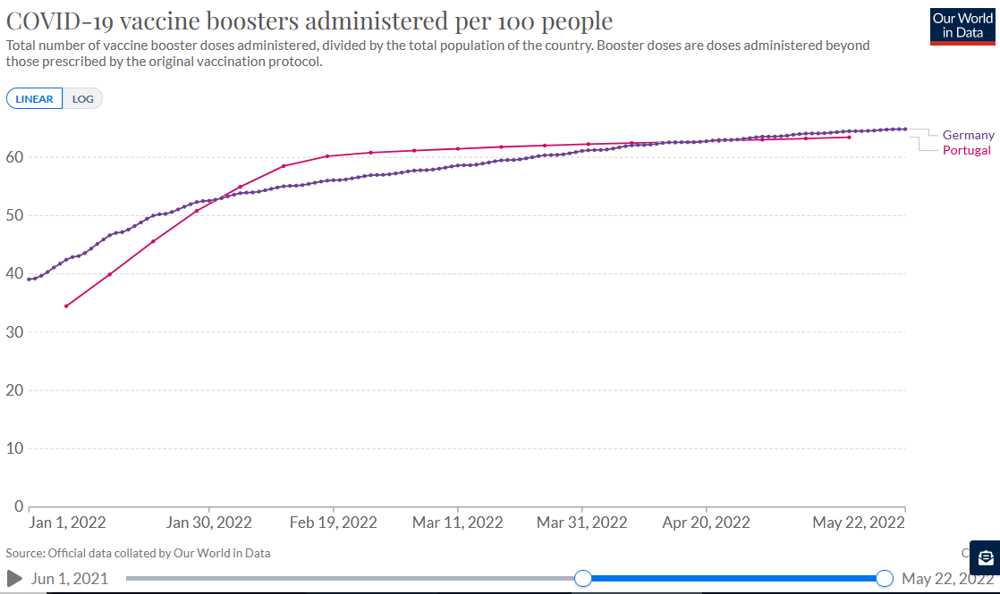 COVID-19 vaccine boosters administered per 100 people
Our World
in Data
Total number of vaccine booster doses administered, divided by the total population of the country. Booster doses are doses administered beyond
those prescribed by the original vaccination protocol.
LINEAR LOG
Germany
Portugal
60
50
40
30
20
10
0
Jan 1, 2022 Jan 30, 2022 Feb 19, 2022 Mar 11, 2022 Mar 31, 2022 Apr 20, 2022 May 22, 2022
Source: Official data collated by Our World in Data
Jun 1, 2021 May 22, 2022